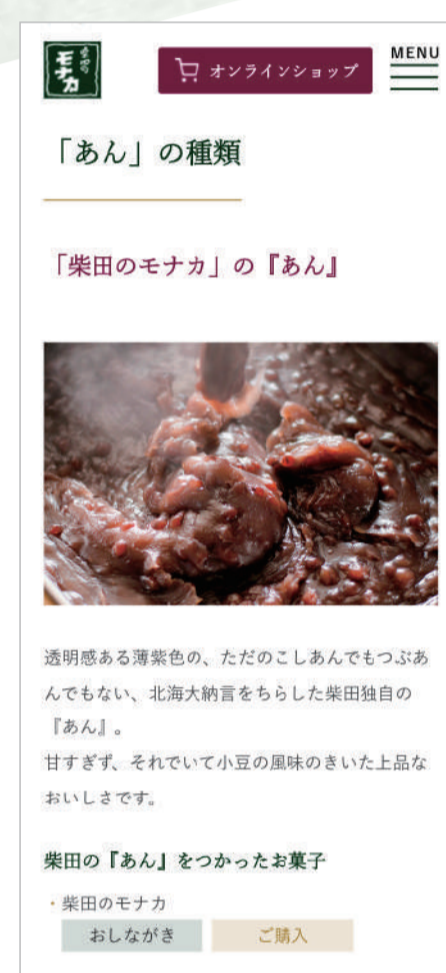 柴田の
モナカ
オンラインショップ
MENU
「あん」の種類
「柴田のモナカ」の『あん』
透明感ある薄紫色の、ただのこしあんでもつぶあ
んでもない、北海大納言をちらした柴田独自の
『あん』。
甘すぎず、それでいて小豆の風味のきいた上品な
おいしさです。
柴田の『あん』をつかったお菓子
・柴田のモナカ
おしながき
ご購入